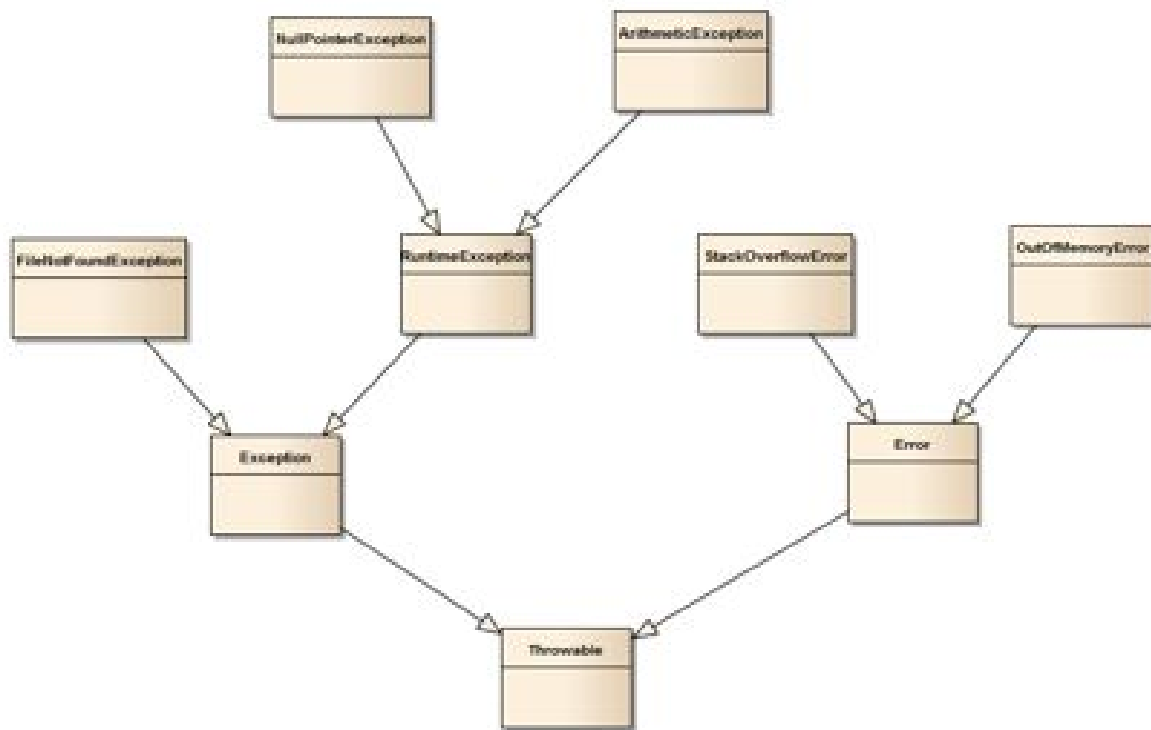 NullPointerException
ArithmeticException
FileNotFoundException
RuntimeException
StackOverflowError
OutOfMemoryError
Exception
Error
Throwable